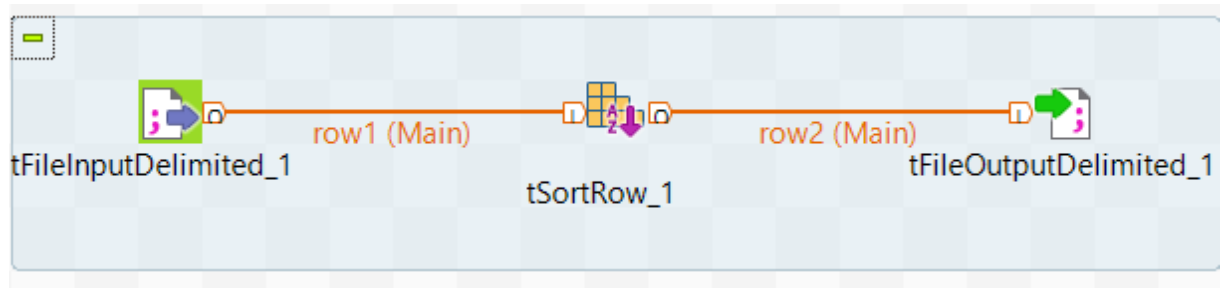 row1 (Main)
row2 (Main)
tFileInputDelimited_1
tSortRow_1
tFileOutputDelimited_1